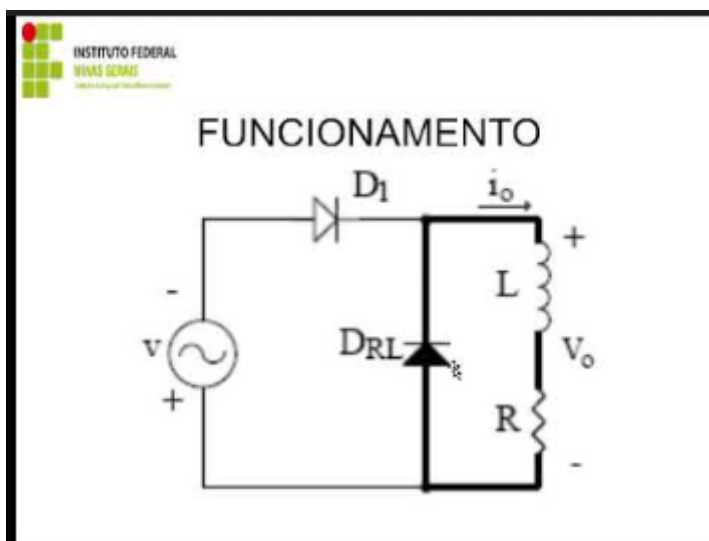 INSTITUTO FEDERAL
MINAS GERAIS
FUNCIONAMENTO
D1
io
+
-
L
v
DRL
Vo
+
R
-